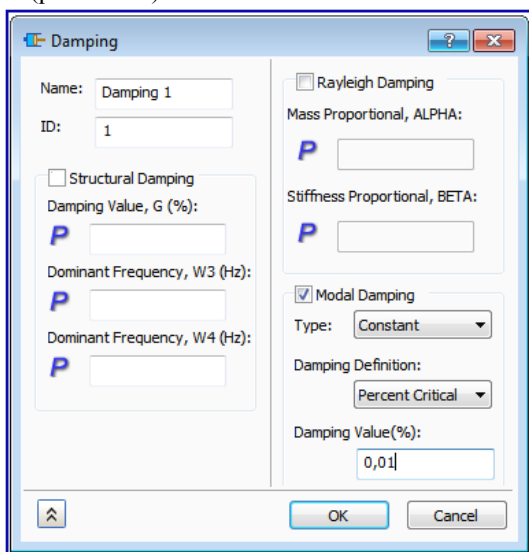 Damping
Name:
Damping 1
ID:
1
Structural Damping
Damping Value, G (%):
P
Dominant Frequency, W3 (Hz):
P
Dominant Frequency, W4 (Hz):
P
Rayleigh Damping
Mass Proportional, ALPHA:
P
Stiffness Proportional, BETA:
P
Modal Damping
Type:
Constant
Damping Definition:
Percent Critical
Damping Value(%):
0,01
OK
Cancel